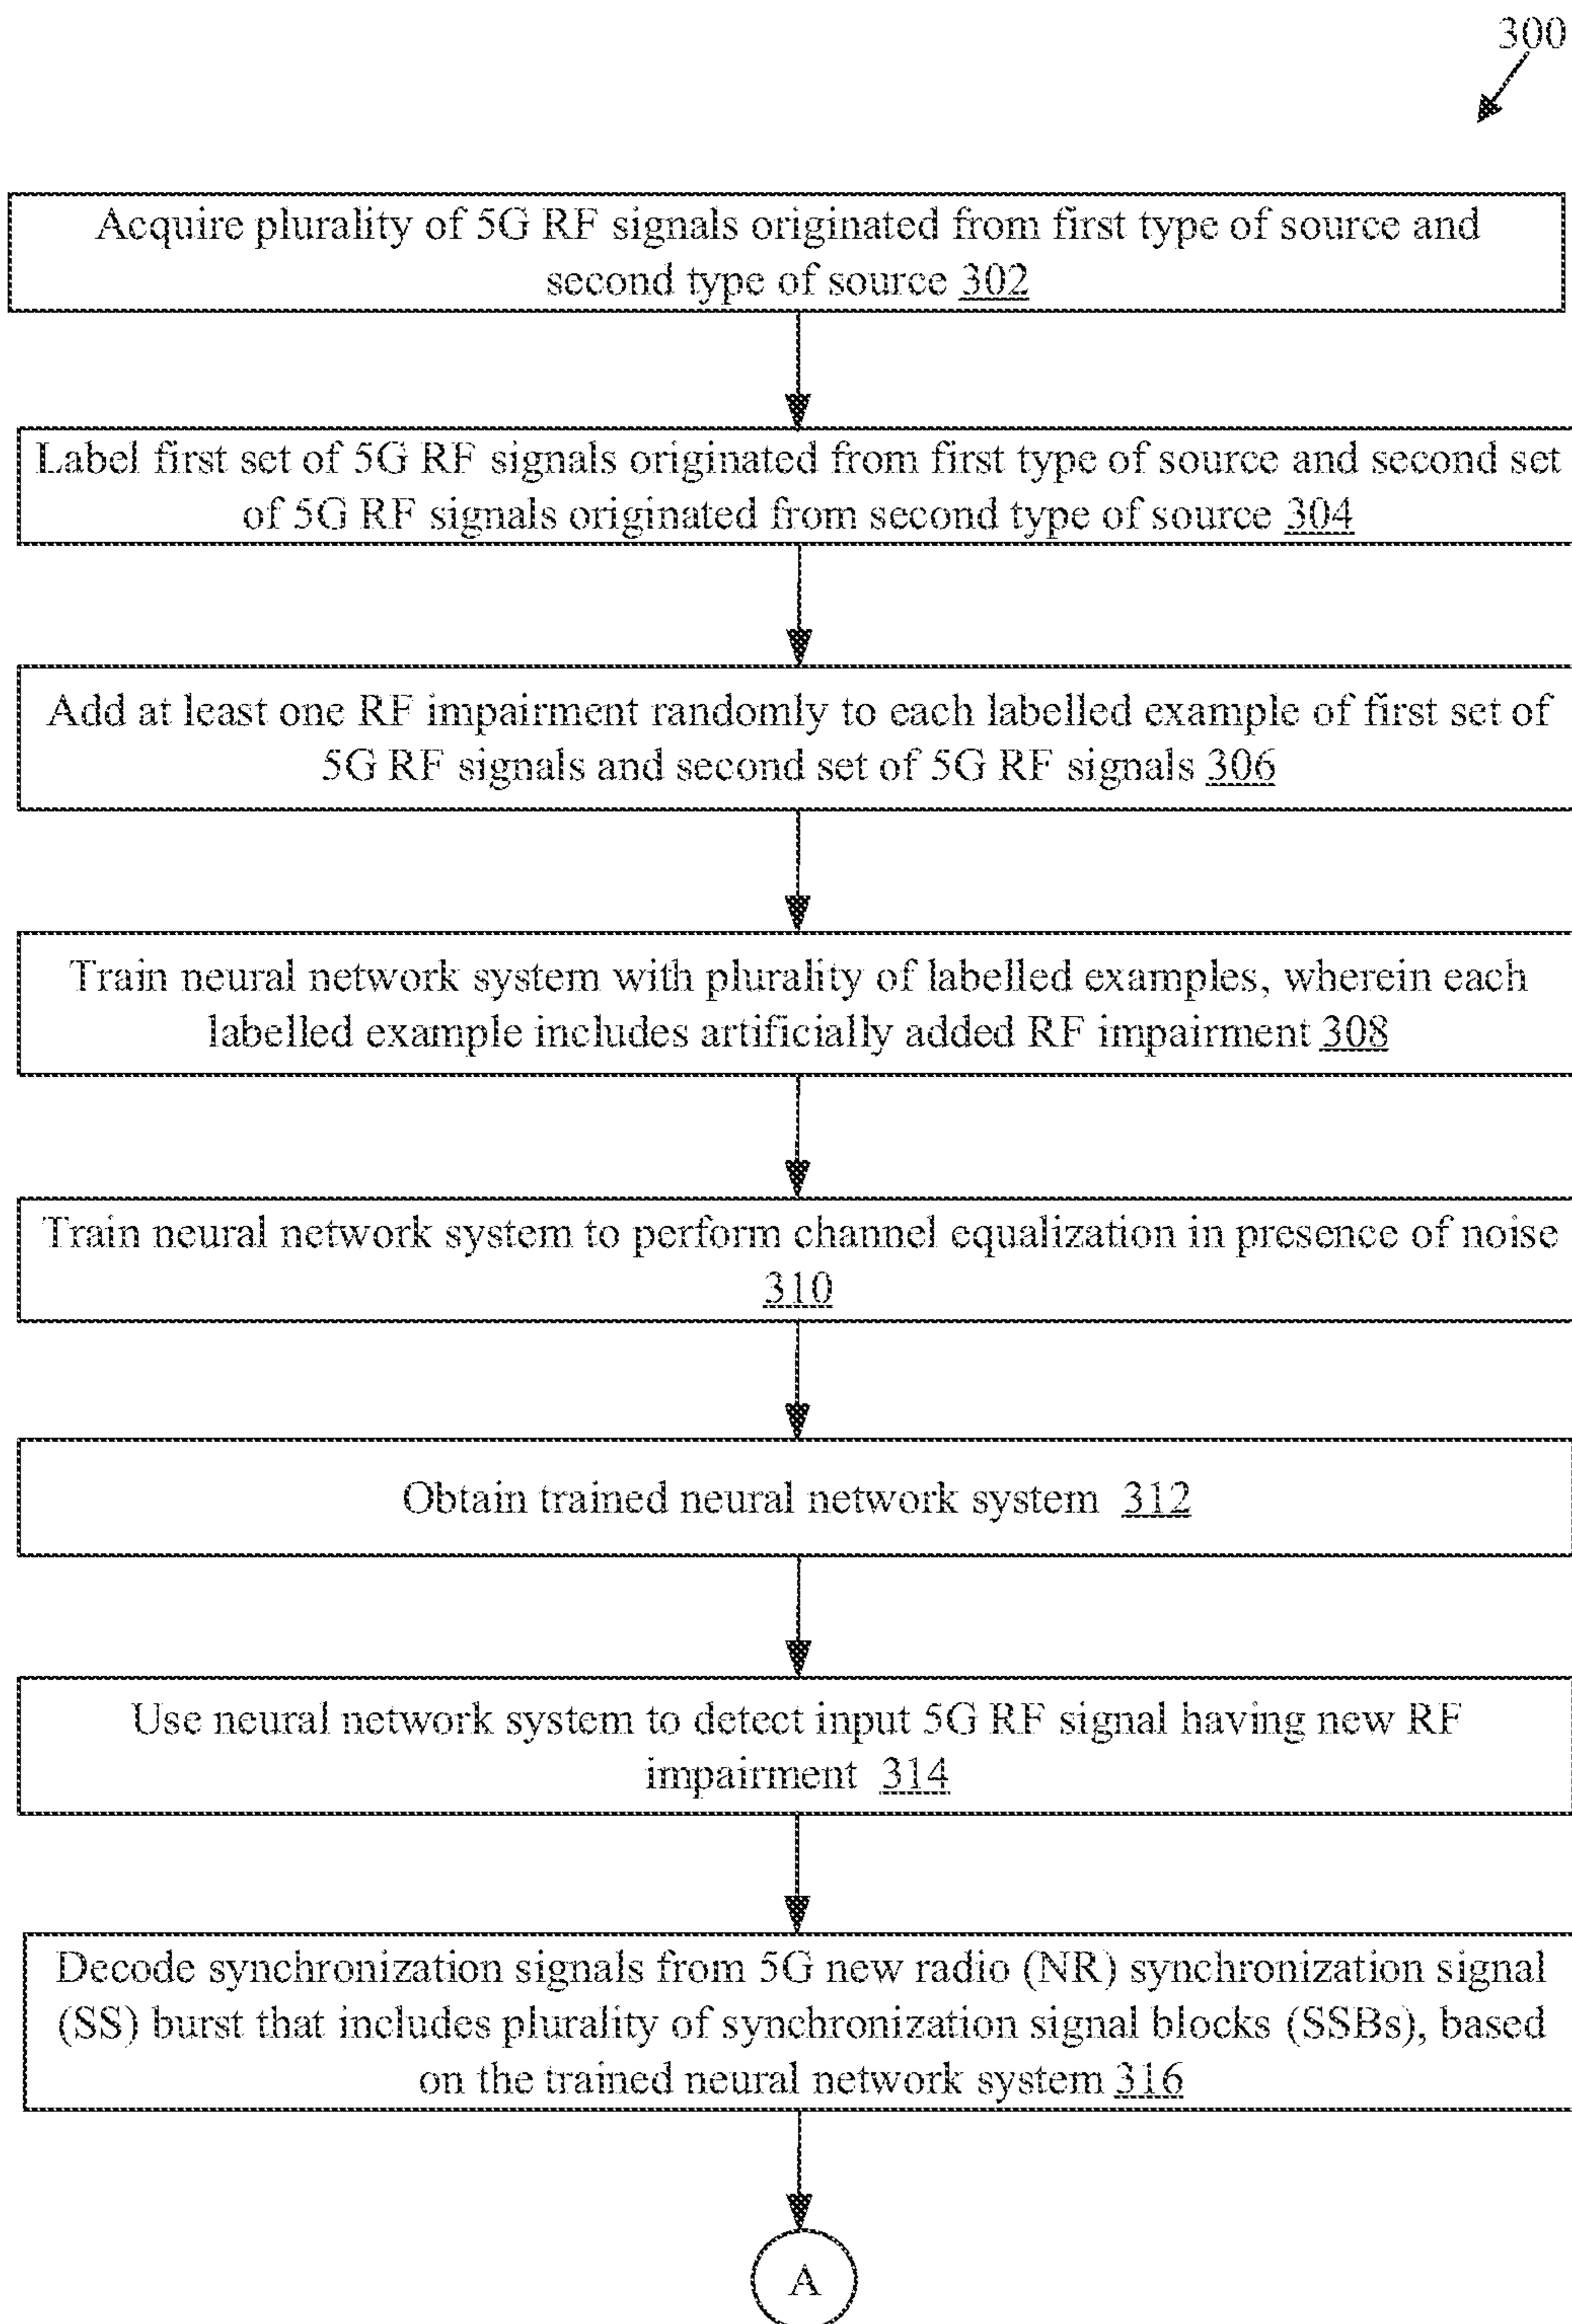 300
Acquire plurality of 5G RF signals originated from first type of source and
second type of source 302
Label first set of 5G RF signals originated from first type of source and second set
of 5G RF signals originated from second type of source 304
Add at least one RF impairment randomly to each labelled example of first set of
5G RF signals and second set of 5G RF signals 306
Train neural network system with plurality of labelled examples, wherein each
labelled example includes artificially added RF impairment 308
Train neural network system to perform channel equalization in presence of noise
310
Obtain trained neural network system 312
Use neural network system to detect input 5G RF signal having new RF
impairment 314
Decode synchronization signals from 5G new radio (NR) synchronization signal
(SS) burst that includes plurality of synchronization signal blocks (SSBs), based
on the trained neural network system 316
A